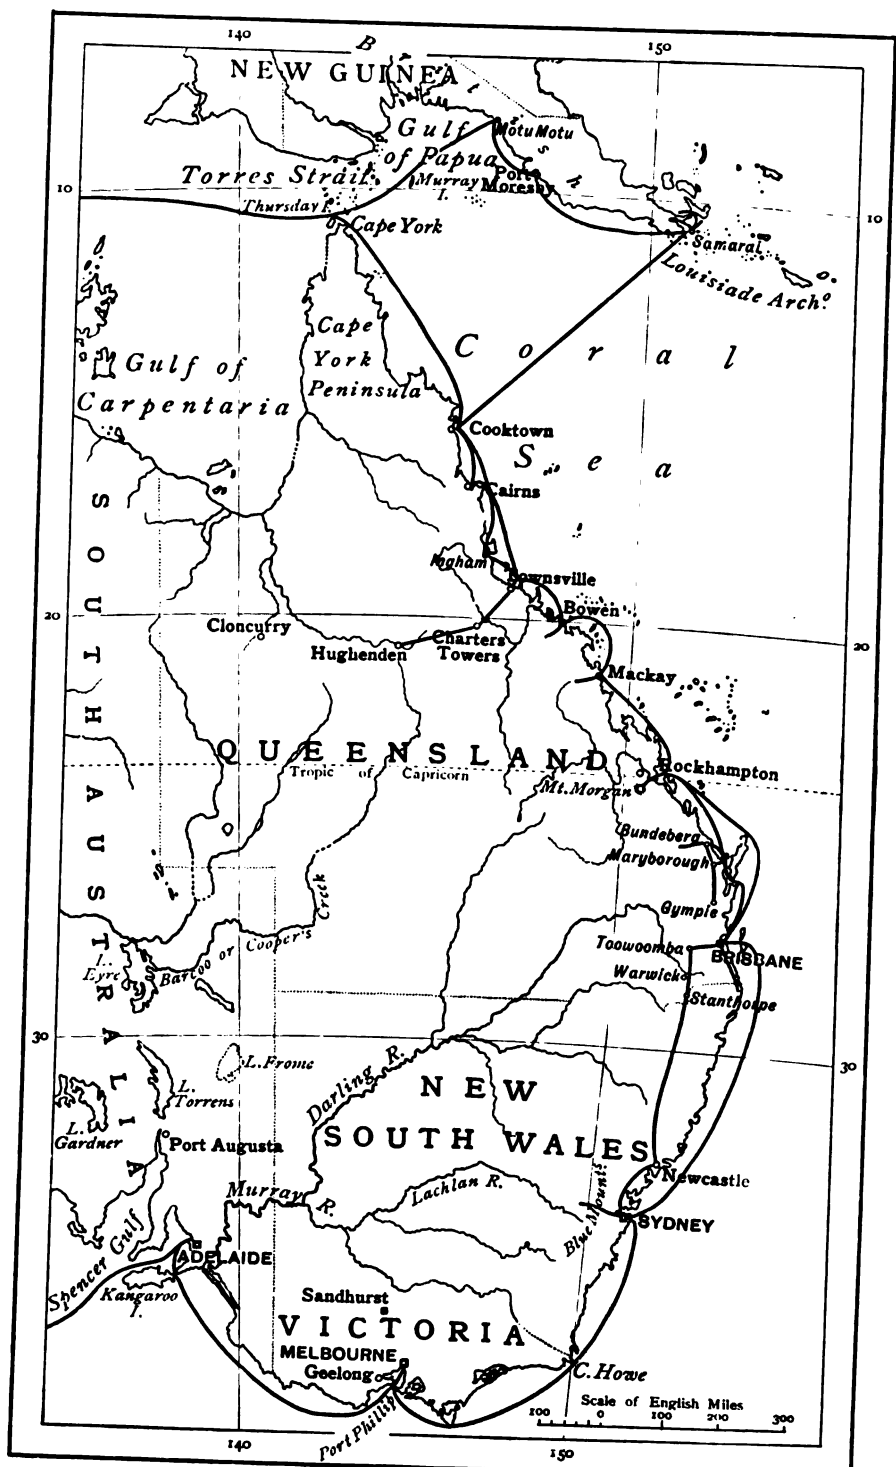 140
150
B
NEW GUINEA
t
Gulf
of Papua
Motu Motu
s
h
Torres Strait
Murray
I.
Port
Moresby
10
Thursday I.
10
Cape York
Samarai
Louisiade Archo.
Cape
York
Peninsula
Coral
Gulf of
Carpentaria
Cooktown
Sea
SOUTH AUSTRALIA
Cairns
Ingham
Townsville
20
Bowen
Cloncurry
Charters
Towers
Hughenden
20
Mackay
QUEENSLAND
Tropic of Capricorn
Rockhampton
Mt. Morgan
Bundeberg
Maryborough
Creek
Gympie
Barcoo or Cooper's
L.
Eyre
Toowoomba
BRISBANE
Warwick
Stanthorpe
30
30
L. Frome
Darling R.
L.
Torrens
NEW
SOUTH WALES
L.
Gardner
Port Augusta
Newcastle
Murray R.
Lachlan R.
Blue Mounts.
SYDNEY
Spencer Gulf
ADELAIDE
Kangaroo
I.
Sandhurst
VICTORIA
MELBOURNE
Geelong
C. Howe
Port Phillip
Scale of English Miles
100 0 100 200 300
140
150